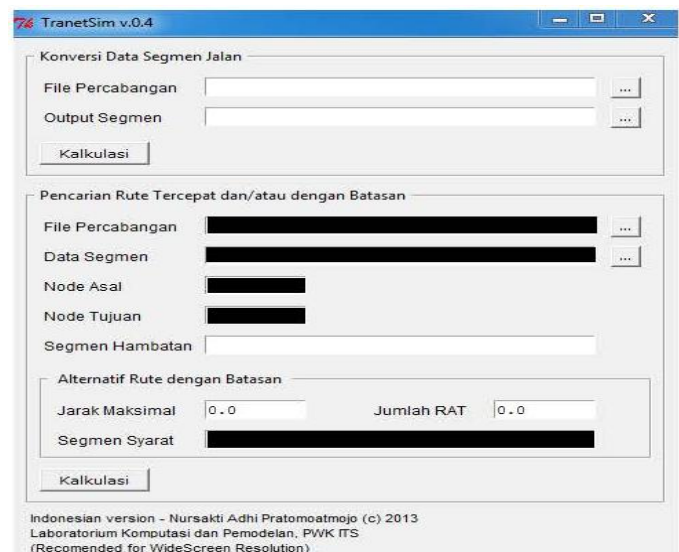 TranetSim v.0.4
Konversi Data Segmen Jalan
File Percabangan ...
Output Segmen ...
Kalkulasi
Pencarian Rute Tercepat dan/atau dengan Batasan
File Percabangan ...
Data Segmen ...
Node Asal
Node Tujuan
Segmen Hambatan
Alternatif Rute dengan Batasan
Jarak Maksimal 0.0 Jumlah RAT 0.0
Segmen Syarat
Kalkulasi
Indonesian version - Nursakti Adhi Pratomoatmojo (c) 2013
Laboratorium Komputasi dan Pemodelan, PWK ITS
(Recomended for WideScreen Resolution)